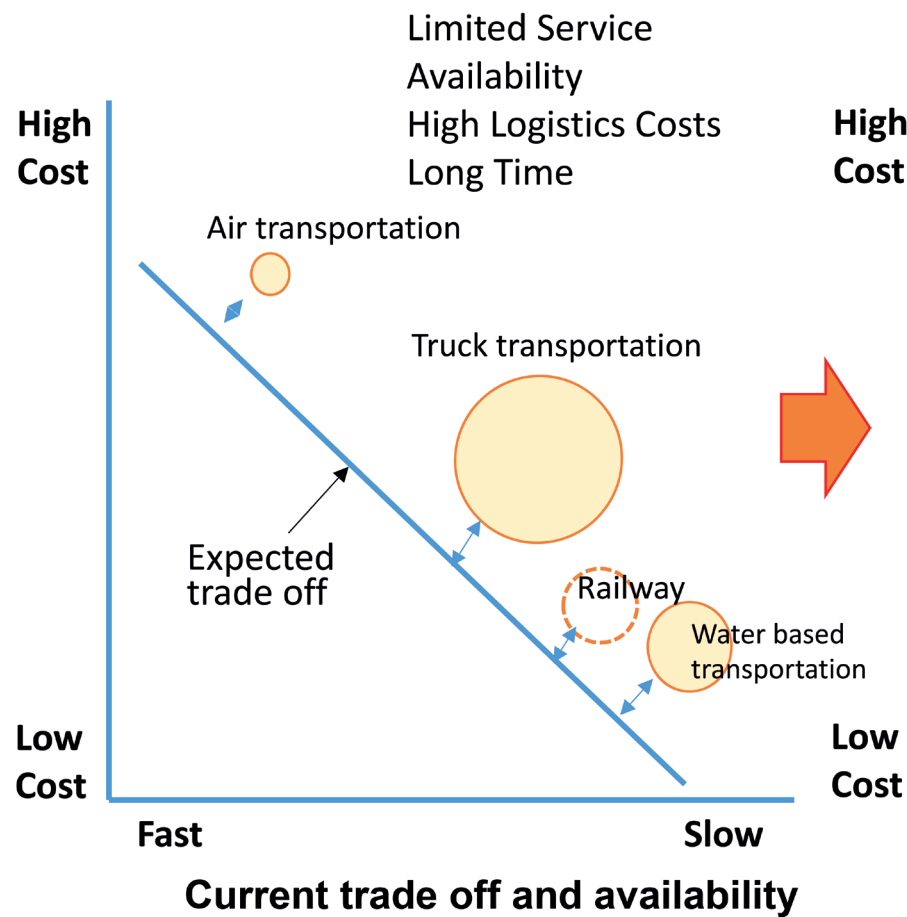 Limited Service
Availability
High Logistics Costs
Long Time
High
Cost
High
Cost
Air transportation
Truck transportation
Expected
trade off
Railway
Water based
transportation
Low
Cost
Low
Cost
Fast
Slow
Current trade off and availability